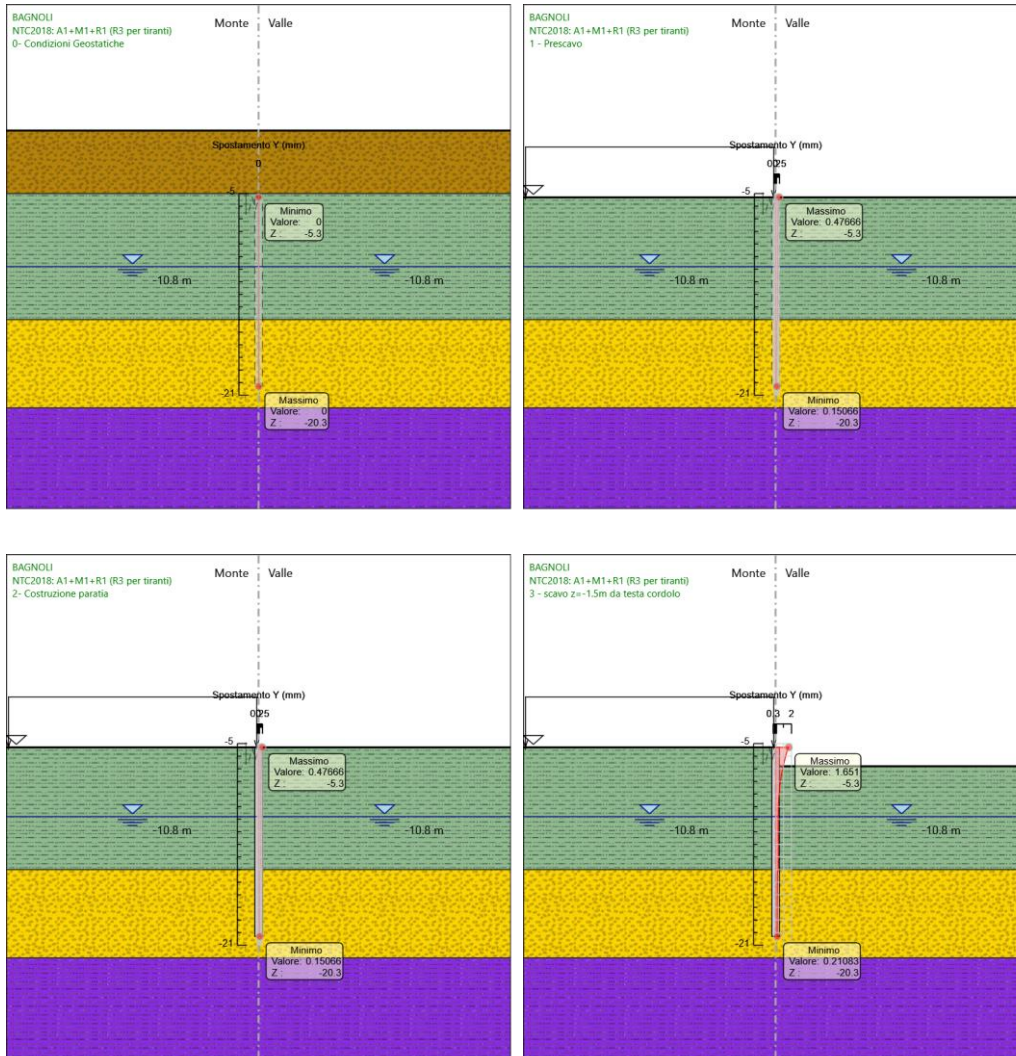 BAGNOLI
NTC2018: A1+M1+R1 (R3 per tiranti)
0- Condizioni Geostatiche
Monte Valle
Spostamento Y (mm)
0
-5
Minimo
Valore: 0
Z : -5.3
-10.8 m -10.8 m
-21
Massimo
Valore: 0
Z : -20.3
BAGNOLI
NTC2018: A1+M1+R1 (R3 per tiranti)
1 - Prescavo
Monte Valle
Spostamento Y (mm)
-5
Massimo
Valore: 0.47666
Z : -5.3
-10.8 m -10.8 m
-21
Minimo
Valore: 0.15066
Z : -20.3
BAGNOLI
NTC2018: A1+M1+R1 (R3 per tiranti)
2- Costruzione paratia
Monte Valle
Spostamento Y (mm)
-5
Massimo
Valore: 0.47666
Z : -5.3
-10.8 m -10.8 m
-21
Minimo
Valore: 0.15066
Z : -20.3
BAGNOLI
NTC2018: A1+M1+R1 (R3 per tiranti)
3 - scavo z=-1.5m da testa cordolo
Monte Valle
Spostamento Y (mm)
0.3 2
-5
Massimo
Valore: 1.651
Z : -5.3
-10.8 m -10.8 m
-21
Minimo
Valore: 0.21083
Z : -20.3